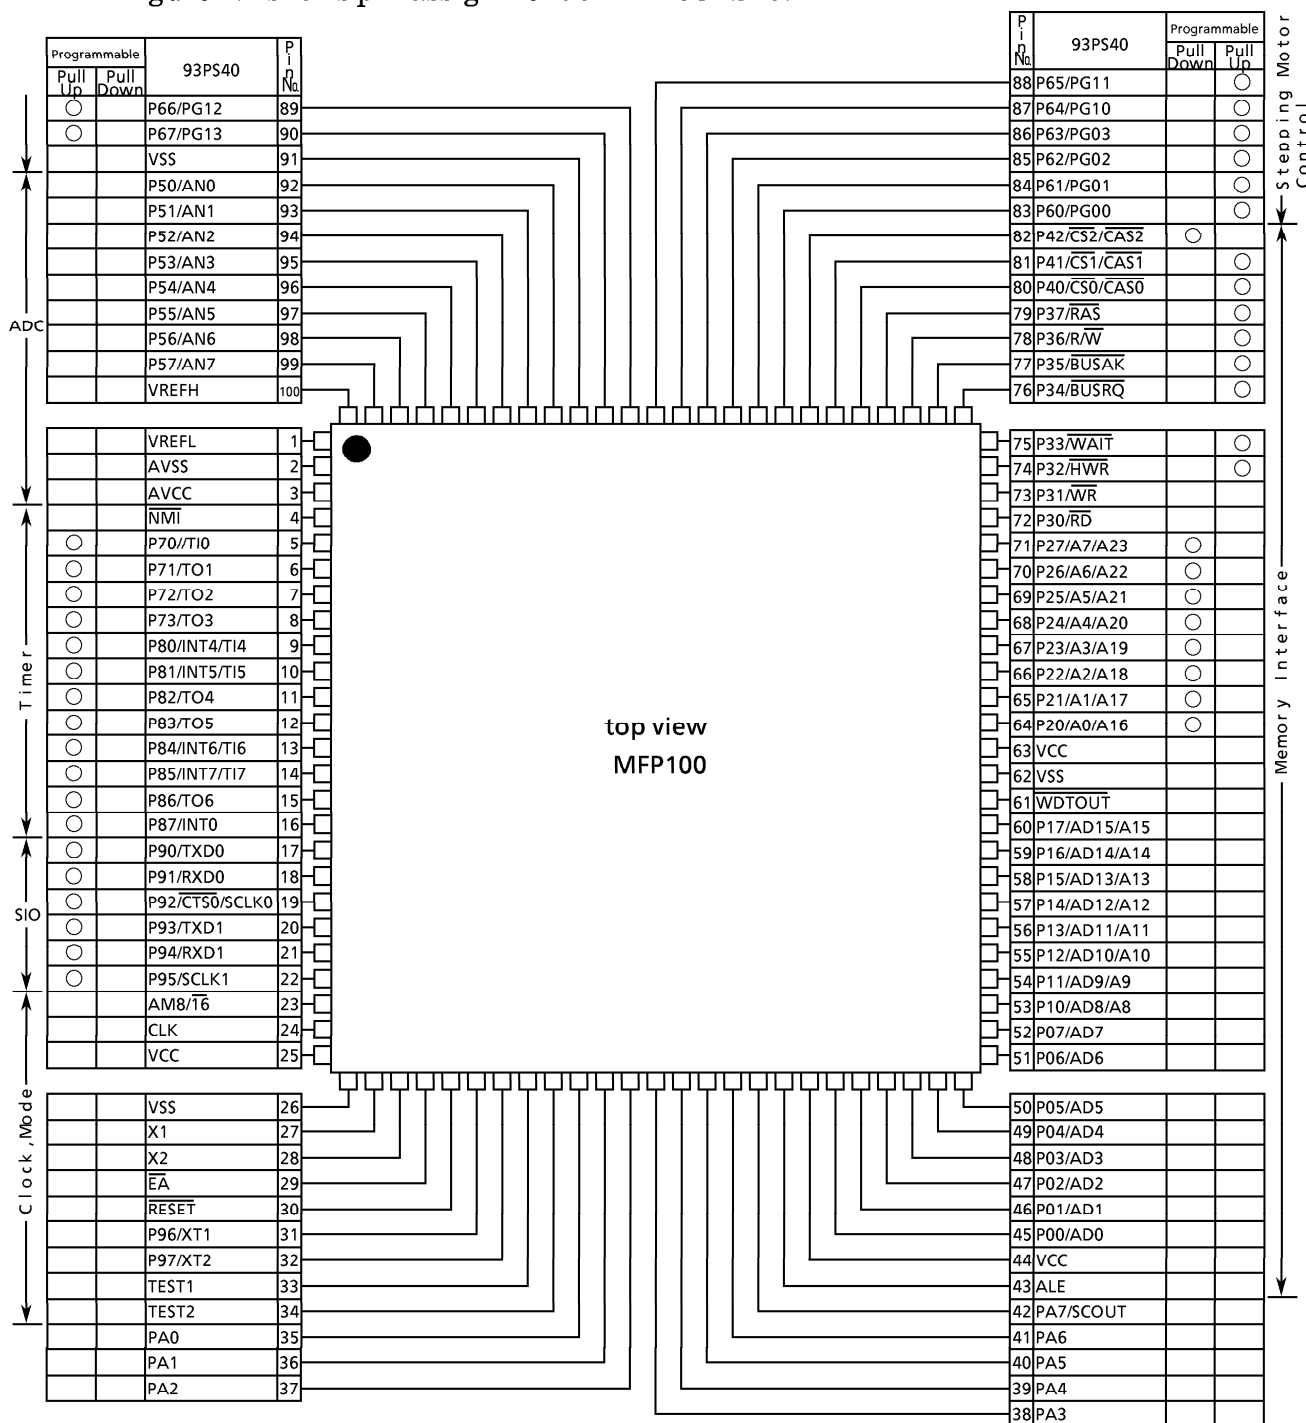 Programmable
Pull Up
Pull Down
93PS40
Pin No.
P66/PG12 89
P67/PG13 90
VSS 91
P50/AN0 92
P51/AN1 93
P52/AN2 94
P53/AN3 95
P54/AN4 96
P55/AN5 97
P56/AN6 98
P57/AN7 99
VREFH 100
ADC
VREFL 1
AVSS 2
AVCC 3
NMI 4
P70//TI0 5
P71/TO1 6
P72/TO2 7
P73/TO3 8
P80/INT4/TI4 9
P81/INT5/TI5 10
P82/TO4 11
P83/TO5 12
P84/INT6/TI6 13
P85/INT7/TI7 14
P86/TO6 15
P87/INT0 16
Timer
P90/TXD0 17
P91/RXD0 18
P92/CTS0/SCLK0 19
P93/TXD1 20
P94/RXD1 21
P95/SCLK1 22
SIO
AM8/16 23
CLK 24
VCC 25
VSS 26
X1 27
X2 28
EA 29
RESET 30
P96/XT1 31
P97/XT2 32
TEST1 33
TEST2 34
PA0 35
PA1 36
PA2 37
Clock, Mode
top view
MFP100
Pin No.
93PS40
Programmable
Pull Down
Pull Up
88 P65/PG11
87 P64/PG10
86 P63/PG03
85 P62/PG02
84 P61/PG01
83 P60/PG00
Stepping Motor
Control
82 P42/CS2/CAS2
81 P41/CS1/CAS1
80 P40/CS0/CAS0
79 P37/RAS
78 P36/R/W
77 P35/BUSAK
76 P34/BUSRQ
75 P33/WAIT
74 P32/HWR
73 P31/WR
72 P30/RD
71 P27/A7/A23
70 P26/A6/A22
69 P25/A5/A21
68 P24/A4/A20
67 P23/A3/A19
66 P22/A2/A18
65 P21/A1/A17
64 P20/A0/A16
63 VCC
62 VSS
61 WDTOUT
60 P17/AD15/A15
59 P16/AD14/A14
58 P15/AD13/A13
57 P14/AD12/A12
56 P13/AD11/A11
55 P12/AD10/A10
54 P11/AD9/A9
53 P10/AD8/A8
52 P07/AD7
51 P06/AD6
50 P05/AD5
49 P04/AD4
48 P03/AD3
47 P02/AD2
46 P01/AD1
45 P00/AD0
44 VCC
43 ALE
42 PA7/SCOUT
41 PA6
40 PA5
39 PA4
38 PA3
Memory Interface